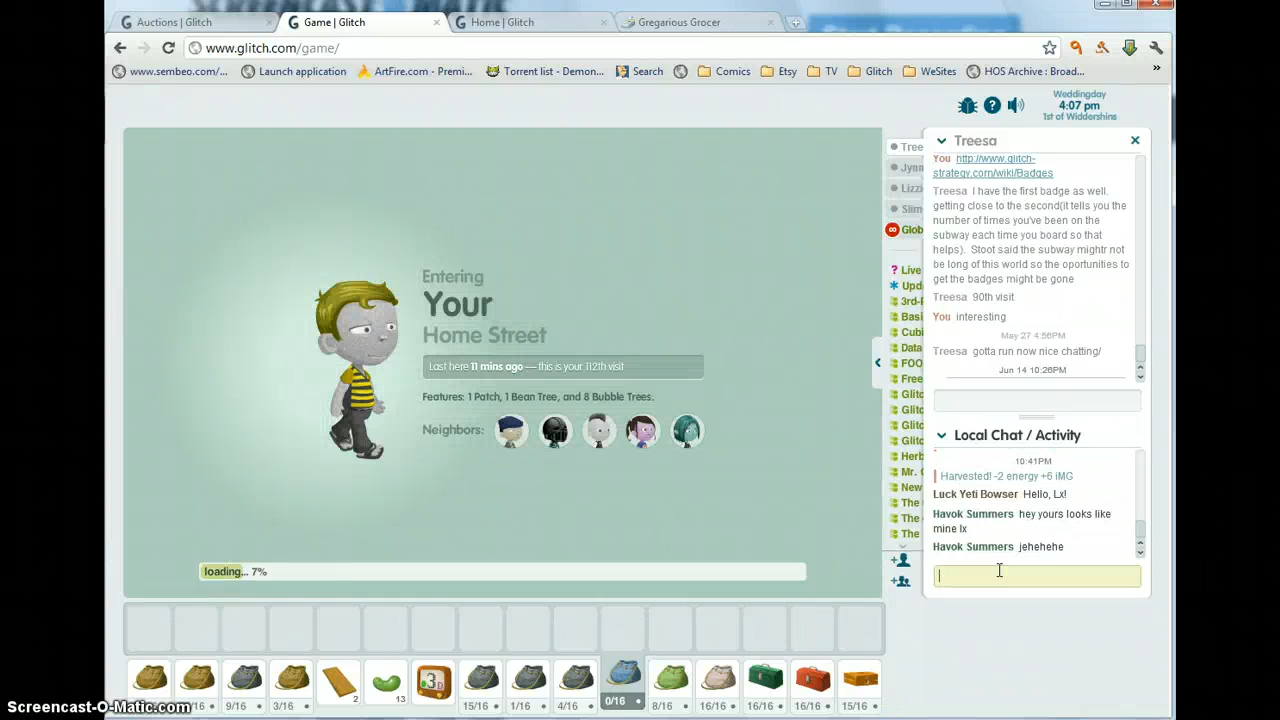 Auctions | Glitch
Game | Glitch
Home | Glitch
Gregarious Grocer
www.glitch.com/game/
www.sembeo.com/...
Launch application
ArtFire.com - Premi...
Torrent list - Demon...
Search
Comics
Etsy
TV
Glitch
WeSites
HOS Archive : Broad...
»
Weddingday
4:07 pm
1st of Widdershins
Entering
Your
Home Street
Last here 11 mins ago — this is your 112th visit
Features: 1 Patch, 1 Bean Tree, and 8 Bubble Trees.
Neighbors:
loading... 7%
Tree
Jynn
Lizzi
Slim
Glob
Live
Upd
3rd-P
Basi
Cubi
Data
FOO
Free
Glitc
Glitc
Glitc
Glitc
Herb
Mr. C
New
The
The
The
Treesa
You http://www.glitch-
strategy.com/wiki/Badges
Treesa I have the first badge as well.
getting close to the second(it tells you the
number of times you've been on the
subway each time you board so that
helps). Stoot said the subway mightr not
be long of this world so the oportunities to
get the badges might be gone
Treesa 90th visit
You interesting
May 27 4:56PM
Treesa gotta run now nice chatting/
Jun 14 10:26PM
Local Chat / Activity
10:41PM
Harvested! -2 energy +6 iMG
Luck Yeti Bowser Hello, Lx!
Havok Summers hey yours looks like
mine lx
Havok Summers jehehehe
/16
9/16
3/16
2
13
3
15/16
1/16
4/16
0/16
8/16
16/16
16/16
16/16
15/16
Screencast-O-Matic.com